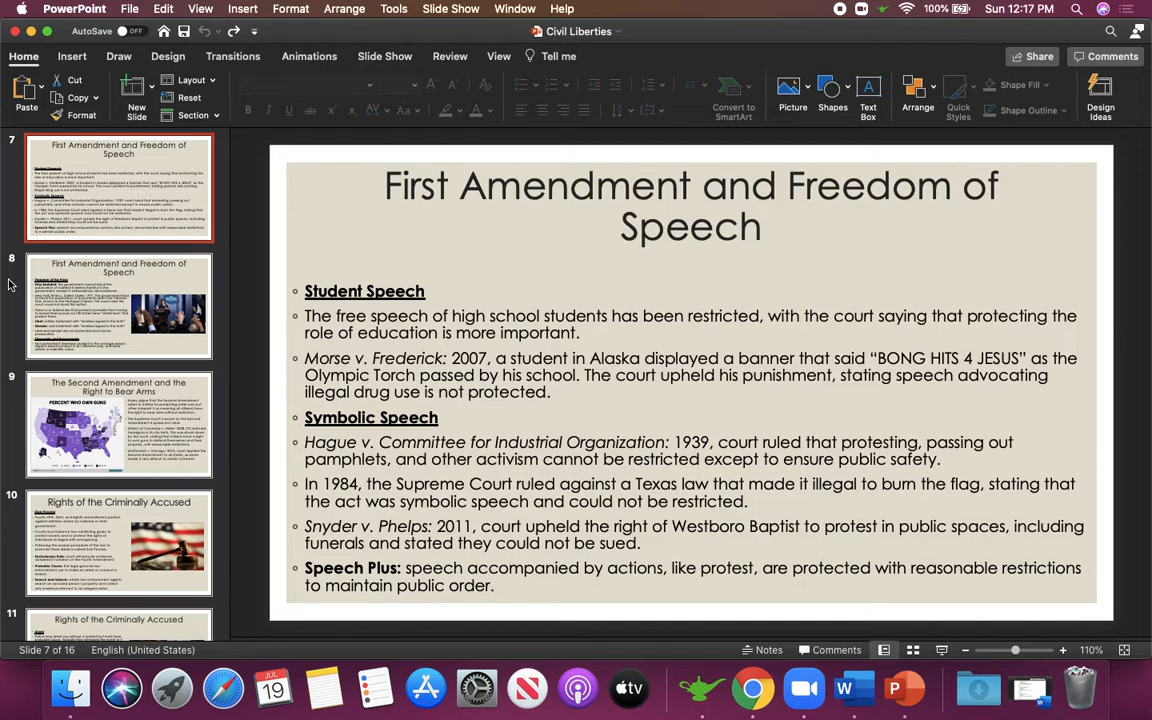 PowerPoint File Edit View Insert Format Arrange Tools Slide Show Window Help 100% Sun 12:17 PM
AutoSave OFF Civil Liberties
Home Insert Draw Design Transitions Animations Slide Show Review View Tell me Share Comments
Paste Cut Copy Format New Slide Layout Reset Section Convert to SmartArt Picture Shapes Text Box Arrange Quick Styles Shape Fill Shape Outline Design Ideas
7
First Amendment and Freedom of
Speech
8
First Amendment and Freedom of
Speech
9
The Second Amendment and the
Right to Bear Arms
PERCENT WHO OWN GUNS
10
Rights of the Criminally Accused
11
Rights of the Criminally Accused
First Amendment and Freedom of
Speech
Student Speech
The free speech of high school students has been restricted, with the court saying that protecting the
role of education is more important.
Morse v. Frederick: 2007, a student in Alaska displayed a banner that said “BONG HITS 4 JESUS” as the
Olympic Torch passed by his school. The court upheld his punishment, stating speech advocating
illegal drug use is not protected.
Symbolic Speech
Hague v. Committee for Industrial Organization: 1939, court ruled that protesting, passing out
pamphlets, and other activism cannot be restricted except to ensure public safety.
In 1984, the Supreme Court ruled against a Texas law that made it illegal to burn the flag, stating that
the act was symbolic speech and could not be restricted.
Snyder v. Phelps: 2011, court upheld the right of Westboro Baptist to protest in public spaces, including
funerals and stated they could not be sued.
Speech Plus: speech accompanied by actions, like protest, are protected with reasonable restrictions
to maintain public order.
Slide 7 of 16 English (United States) Notes Comments 110%
JUL
19
tv
W
P